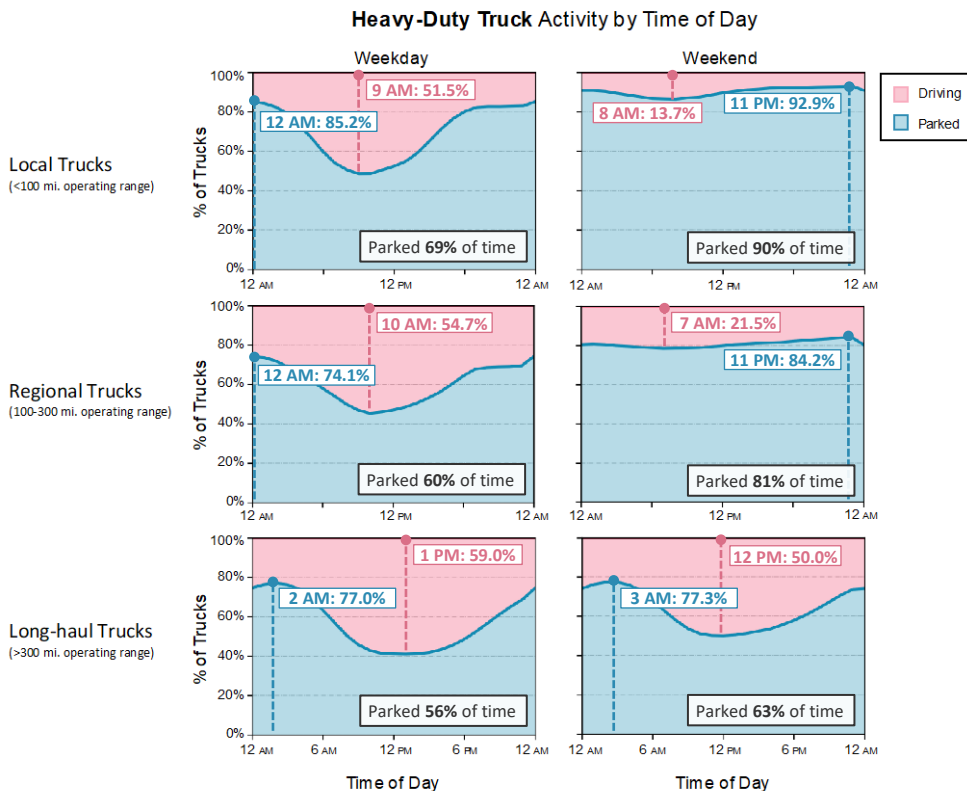 Heavy-Duty Truck Activity by Time of Day
Weekday
Weekend
Driving
Parked
Local Trucks
(<100 mi. operating range)
% of Trucks
100%
80%
60%
40%
20%
0%
9 AM: 51.5%
12 AM: 85.2%
Parked 69% of time
12 AM
12 PM
12 AM
8 AM: 13.7%
11 PM: 92.9%
Parked 90% of time
12 AM
12 PM
12 AM
Regional Trucks
(100-300 mi. operating range)
% of Trucks
100%
80%
60%
40%
20%
0%
10 AM: 54.7%
12 AM: 74.1%
Parked 60% of time
12 AM
12 PM
12 AM
7 AM: 21.5%
11 PM: 84.2%
Parked 81% of time
12 AM
12 PM
12 AM
Long-haul Trucks
(>300 mi. operating range)
% of Trucks
100%
80%
60%
40%
20%
0%
1 PM: 59.0%
2 AM: 77.0%
Parked 56% of time
12 AM
6 AM
12 PM
6 PM
12 AM
Time of Day
12 PM: 50.0%
3 AM: 77.3%
Parked 63% of time
12 AM
6 AM
12 PM
6 PM
12 AM
Time of Day